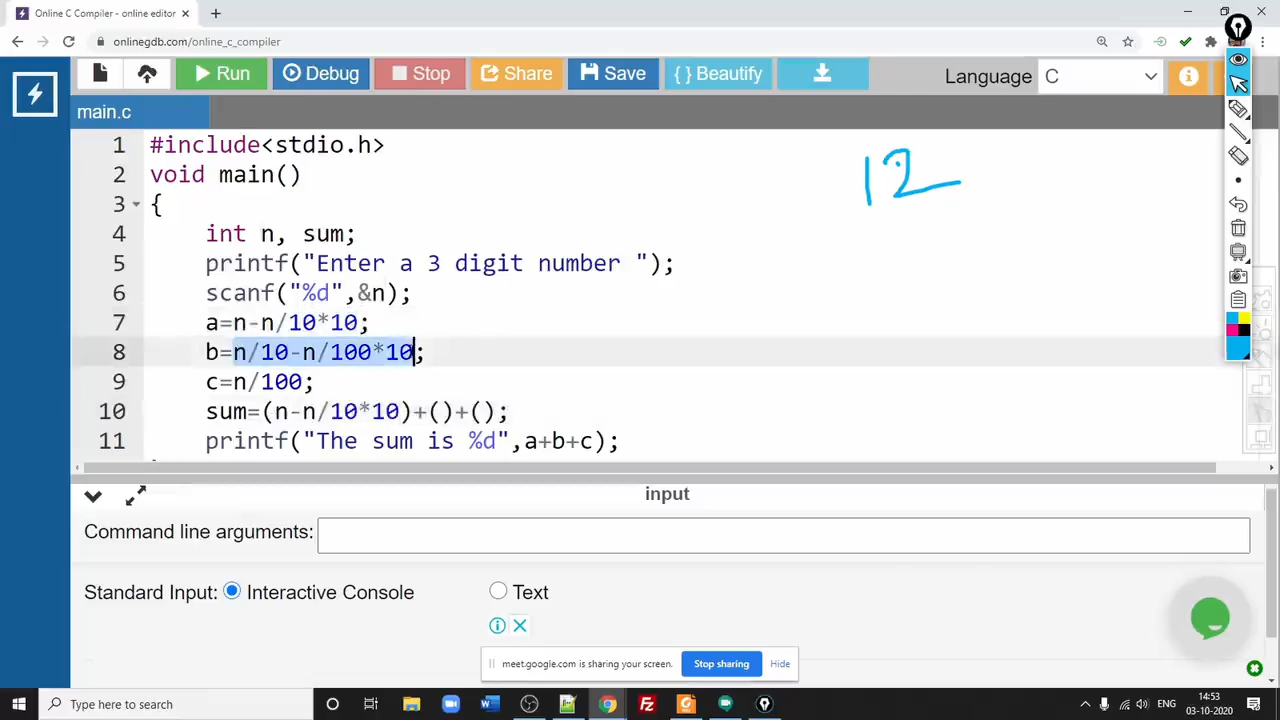 Online C Compiler - online editor
onlinegdb.com/online_c_compiler
Run Debug Stop Share Save { } Beautify Language C
main.c
1 #include<stdio.h>
2 void main()
3 {
4 int n, sum;
5 printf("Enter a 3 digit number ");
6 scanf("%d",&n);
7 a=n-n/10*10;
8 b=n/10-n/100*10;
9 c=n/100;
10 sum=(n-n/10*10)+()+();
11 printf("The sum is %d",a+b+c);
12
input
Command line arguments:
Standard Input: Interactive Console Text
meet.google.com is sharing your screen. Stop sharing Hide
Type here to search
ENG
14:53
03-10-2020